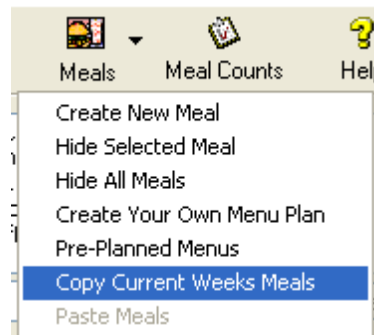 Meals Meal Counts Hel
Create New Meal
Hide Selected Meal
Hide All Meals
Create Your Own Menu Plan
Pre-Planned Menus
Copy Current Weeks Meals
Paste Meals